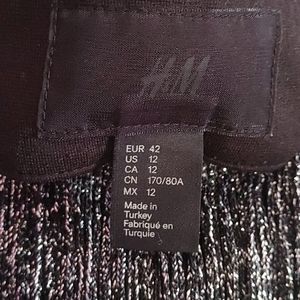 H&M
EUR 42
US 12
CA 12
CN 170/80A
MX 12
Made in
Turkey
Fabriqué en
Turquie